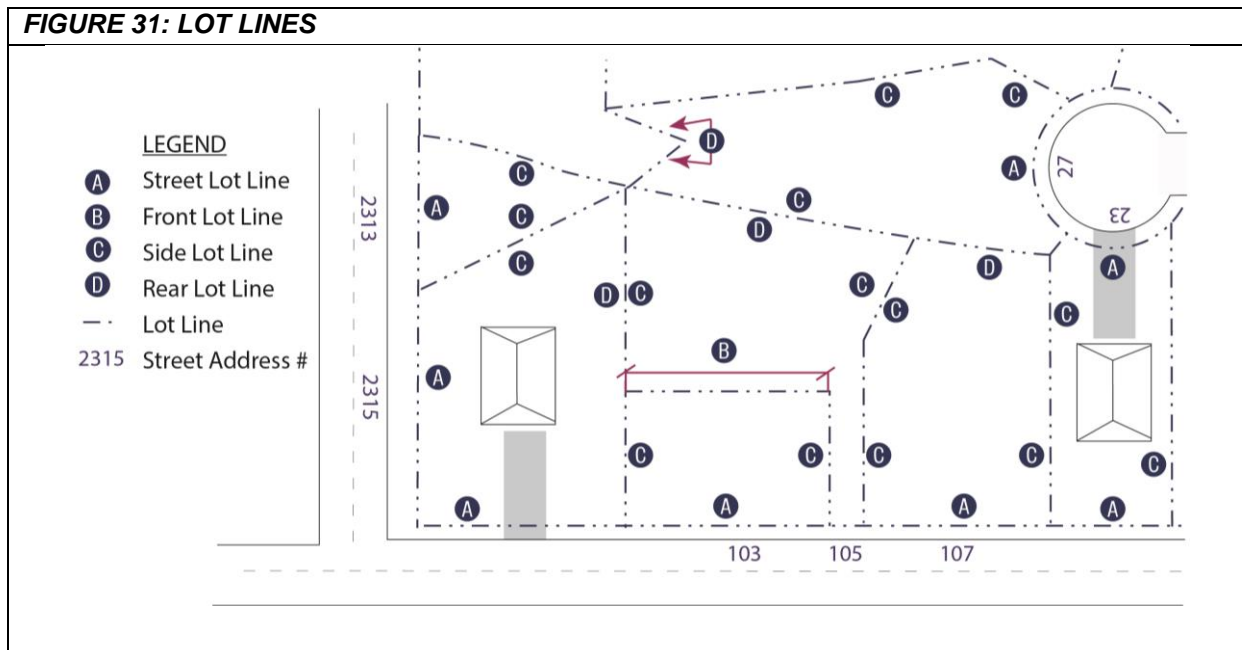 FIGURE 31: LOT LINES
LEGEND
A Street Lot Line
B Front Lot Line
C Side Lot Line
D Rear Lot Line
Lot Line
2315 Street Address #
C
C
D
C
A
27
A
2313
C
C
C
23
D
C
D
A
D
C
C
C
C
B
A
2315
C
C
C
C
C
A
A
A
A
103
105
107